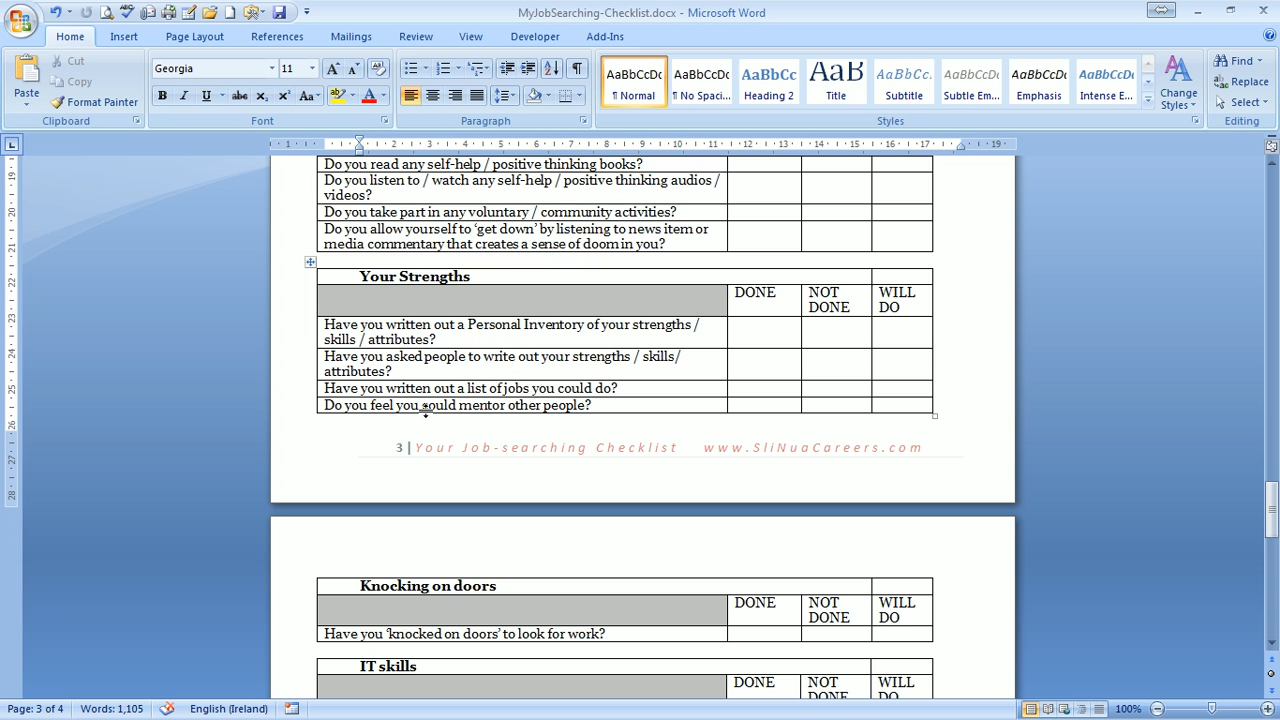 MyJobSearching-Checklist.docx - Microsoft Word
Home Insert Page Layout References Mailings Review View Developer Add-Ins
Cut
Copy
Format Painter
Paste
Clipboard
Georgia 11
Font
Paragraph
AaBbCcDc AaBbCcDc AaBbCc AaB AaBbCc. AaBbCcDc AaBbCcDc AaBbCcDc
¶ Normal ¶ No Spaci... Heading 2 Title Subtitle Subtle Em... Emphasis Intense E...
Change Styles
Styles
Find
Replace
Select
Editing
Do you read any self-help / positive thinking books?
Do you listen to / watch any self-help / positive thinking audios /
videos?
Do you take part in any voluntary / community activities?
Do you allow yourself to ‘get down’ by listening to news item or
media commentary that creates a sense of doom in you?
Your Strengths
DONE NOT WILL
DONE DO
Have you written out a Personal Inventory of your strengths /
skills / attributes?
Have you asked people to write out your strengths / skills/
attributes?
Have you written out a list of jobs you could do?
Do you feel you could mentor other people?
3 | Your Job-searching Checklist www.SliNuaCareers.com
Knocking on doors
DONE NOT WILL
DONE DO
Have you ‘knocked on doors’ to look for work?
IT skills
DONE NOT WILL
DONE DO
Page: 3 of 4 Words: 1,105 English (Ireland) 100%